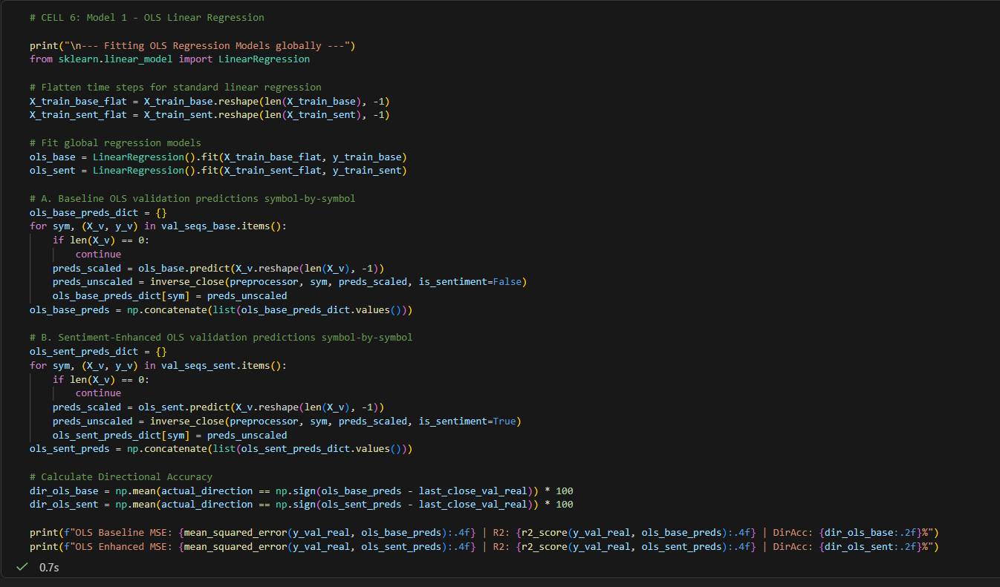 # CELL 6: Model 1 - OLS Linear Regression
print("\n--- Fitting OLS Regression Models globally ---")
from sklearn.linear_model import LinearRegression
# Flatten time steps for standard linear regression
X_train_base_flat = X_train_base.reshape(len(X_train_base), -1)
X_train_sent_flat = X_train_sent.reshape(len(X_train_sent), -1)
# Fit global regression models
ols_base = LinearRegression().fit(X_train_base_flat, y_train_base)
ols_sent = LinearRegression().fit(X_train_sent_flat, y_train_sent)
# A. Baseline OLS validation predictions symbol-by-symbol
ols_base_preds_dict = {}
for sym, (X_v, y_v) in val_seqs_base.items():
    if len(X_v) == 0:
        continue
    preds_scaled = ols_base.predict(X_v.reshape(len(X_v), -1))
    preds_unscaled = inverse_close(preprocessor, sym, preds_scaled, is_sentiment=False)
    ols_base_preds_dict[sym] = preds_unscaled
ols_base_preds = np.concatenate(list(ols_base_preds_dict.values()))
# B. Sentiment-Enhanced OLS validation predictions symbol-by-symbol
ols_sent_preds_dict = {}
for sym, (X_v, y_v) in val_seqs_sent.items():
    if len(X_v) == 0:
        continue
    preds_scaled = ols_sent.predict(X_v.reshape(len(X_v), -1))
    preds_unscaled = inverse_close(preprocessor, sym, preds_scaled, is_sentiment=True)
    ols_sent_preds_dict[sym] = preds_unscaled
ols_sent_preds = np.concatenate(list(ols_sent_preds_dict.values()))
# Calculate Directional Accuracy
dir_ols_base = np.mean(actual_direction == np.sign(ols_base_preds - last_close_val_real)) * 100
dir_ols_sent = np.mean(actual_direction == np.sign(ols_sent_preds - last_close_val_real)) * 100
print(f"OLS Baseline MSE: {mean_squared_error(y_val_real, ols_base_preds):.4f} | R2: {r2_score(y_val_real, ols_base_preds):.4f} | DirAcc: {dir_ols_base:.2f}%")
print(f"OLS Enhanced MSE: {mean_squared_error(y_val_real, ols_sent_preds):.4f} | R2: {r2_score(y_val_real, ols_sent_preds):.4f} | DirAcc: {dir_ols_sent:.2f}%")
0.7s